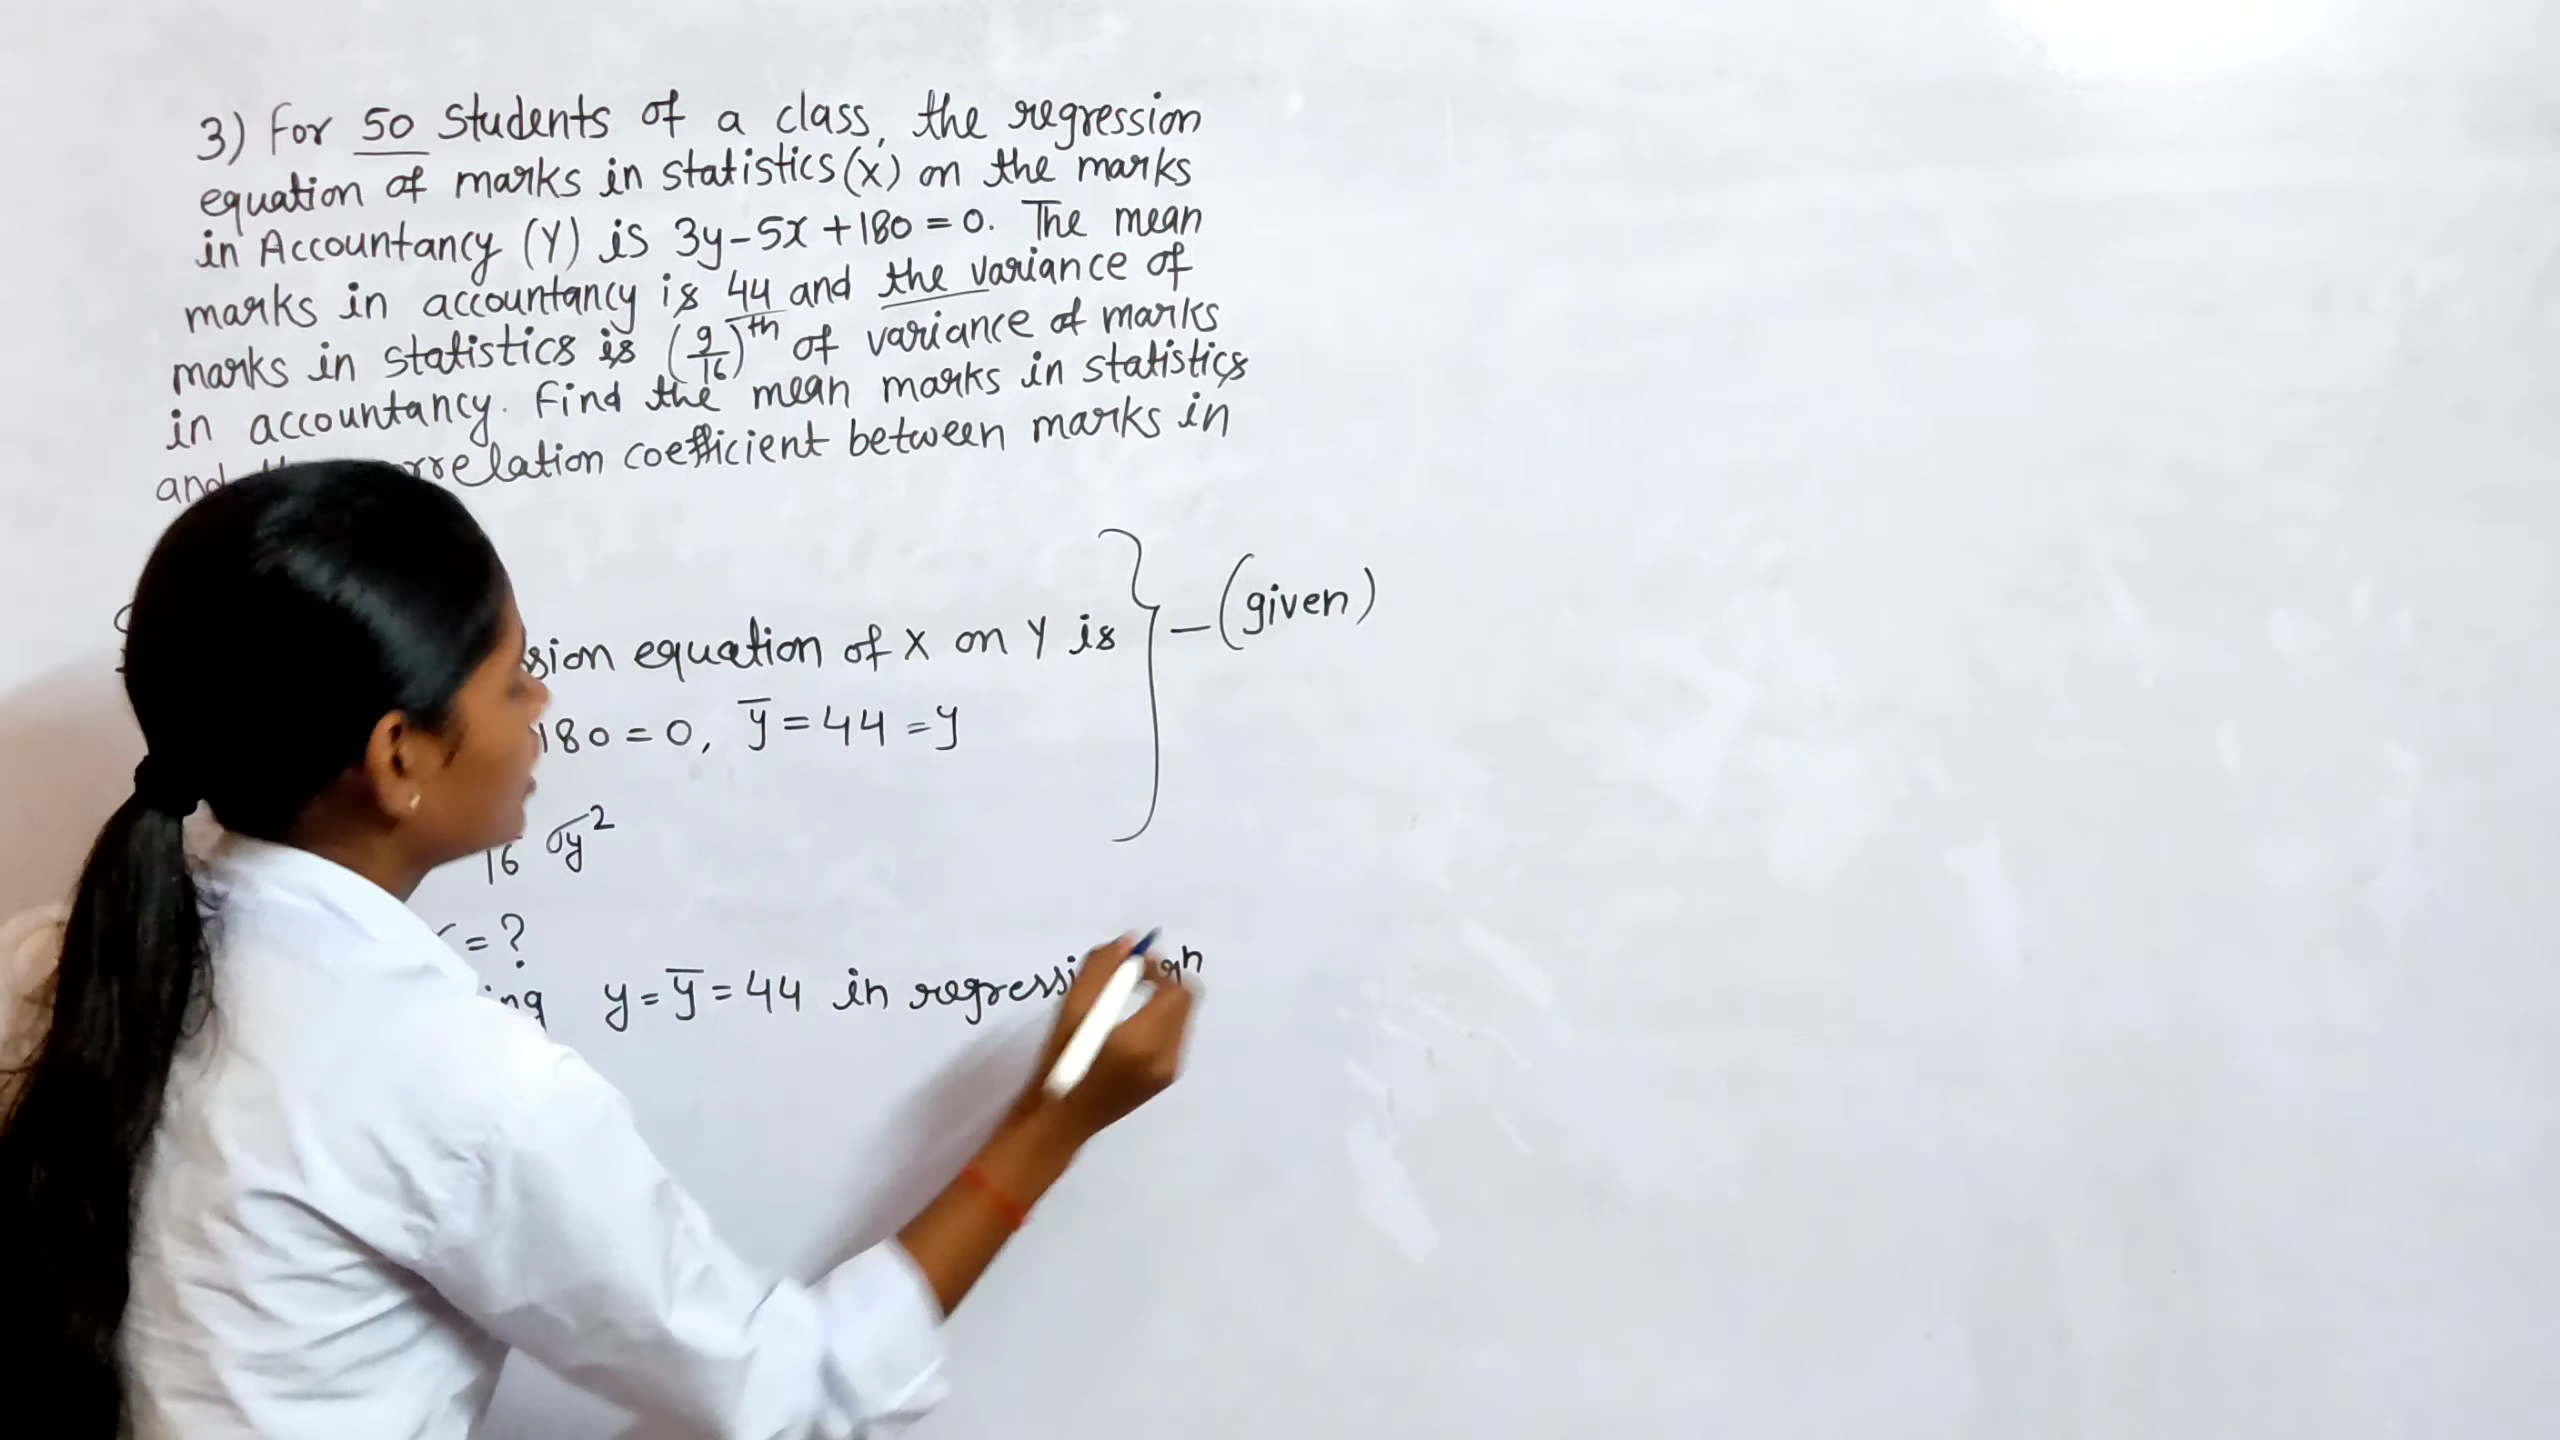 3) For 50 students of a class, the regression
equation of marks in statistics (X) on the marks
in Accountancy (Y) is 3y-5x+180=0. The mean
marks in accountancy is 44 and the variance of
marks in statistics is (9/16)th of variance of marks
in accountancy. Find the mean marks in statistics
and correlation coefficient between marks in
equation of X on Y is } - (given)
180 = 0, y̅ = 44 = y
16 σy²
= ?
y = y̅ = 44 in